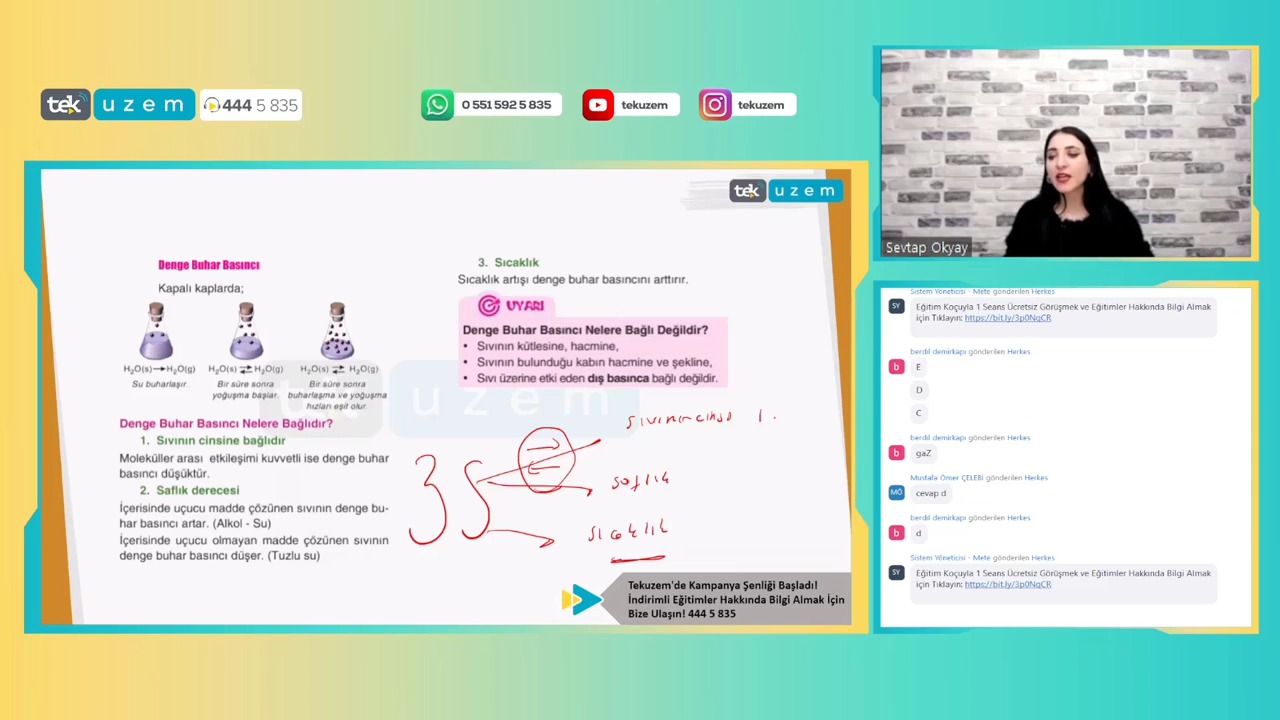 tek uzem 444 5 835
0 551 592 5 835
tekuzem
tekuzem
tek uzem
Denge Buhar Basıncı
Kapalı kaplarda;
H₂O(s)→H₂O(g)
Su buharlaşır.
H₂O(s) ⇄ H₂O(g)
Bir süre sonra
yoğuşma başlar.
H₂O(s) ⇄ H₂O(g)
Bir süre sonra
buharlaşma ve yoğuşma
hızları eşit olur.
Denge Buhar Basıncı Nelere Bağlıdır?
1. Sıvının cinsine bağlıdır
Moleküller arası etkileşimi kuvvetli ise denge buhar
basıncı düşüktür.
2. Saflık derecesi
İçerisinde uçucu madde çözünen sıvının denge bu-
har basıncı artar. (Alkol - Su)
İçerisinde uçucu olmayan madde çözünen sıvının
denge buhar basıncı düşer. (Tuzlu su)
3. Sıcaklık
Sıcaklık artışı denge buhar basıncını arttırır.
UYARI
Denge Buhar Basıncı Nelere Bağlı Değildir?
• Sıvının kütlesine, hacmine,
• Sıvının bulunduğu kabın hacmine ve şekline,
• Sıvı üzerine etki eden dış basınca bağlı değildir.
tek uzem
3S
sıvının cinsi
saflık
sıcaklık
Tekuzem'de Kampanya Şenliği Başladı!
İndirimli Eğitimler Hakkında Bilgi Almak İçin
Bize Ulaşın! 444 5 835
Sevtap Okyay
Sistem Yöneticisi - Mete gönderilen Herkes
SY
Eğitim Koçuyla 1 Seans Ücretsiz Görüşmek ve Eğitimler Hakkında Bilgi Almak
için Tıklayın: https://bit.ly/3p0NqCR
berdil demirkapı gönderilen Herkes
b
E
D
C
berdil demirkapı gönderilen Herkes
b
gaZ
Mustafa Ömer ÇELEBİ gönderilen Herkes
MÖ
cevap d
berdil demirkapı gönderilen Herkes
b
d
Sistem Yöneticisi - Mete gönderilen Herkes
SY
Eğitim Koçuyla 1 Seans Ücretsiz Görüşmek ve Eğitimler Hakkında Bilgi Almak
için Tıklayın: https://bit.ly/3p0NqCR